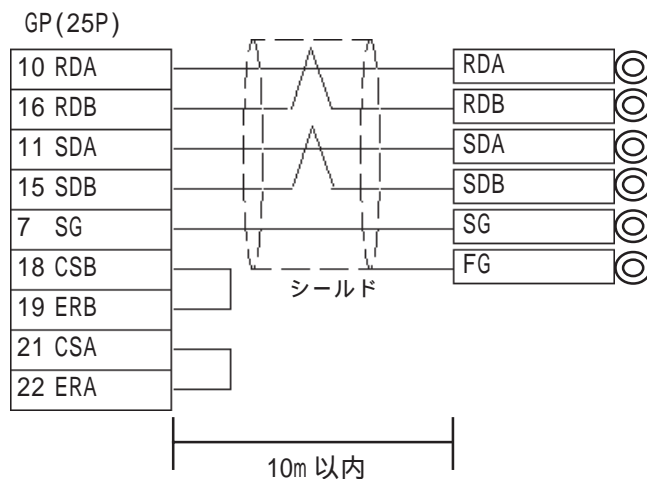 GP(25P)
10 RDA
16 RDB
11 SDA
15 SDB
7 SG
18 CSB
19 ERB
21 CSA
22 ERA
シールド
RDA
RDB
SDA
SDB
SG
FG
10m 以内